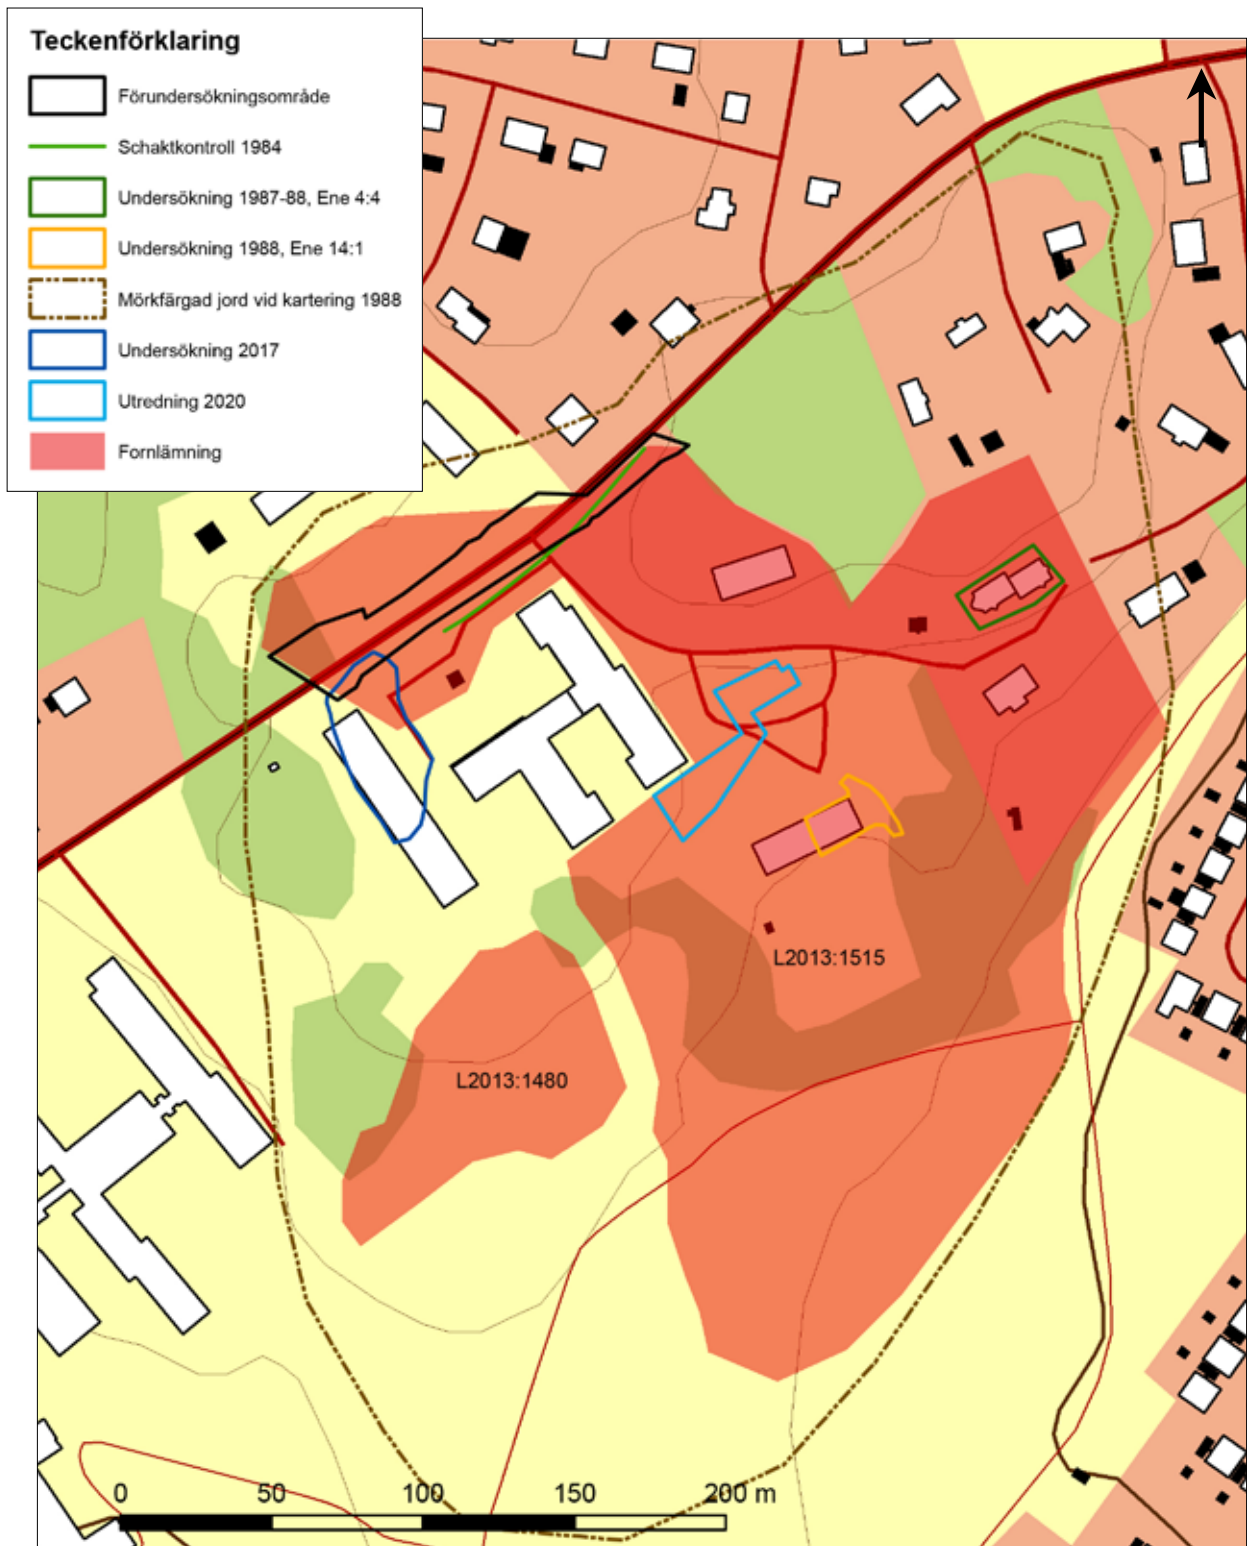 Teckenförklaring
Förundersökningsområde
Schaktkontroll 1984
Undersökning 1987-88, Ene 4:4
Undersökning 1988, Ene 14:1
Mörkfärgad jord vid kartering 1988
Undersökning 2017
Utredning 2020
Fornlämning
1
L2013:1515
L2013:1480
0 50 100 150 200 m